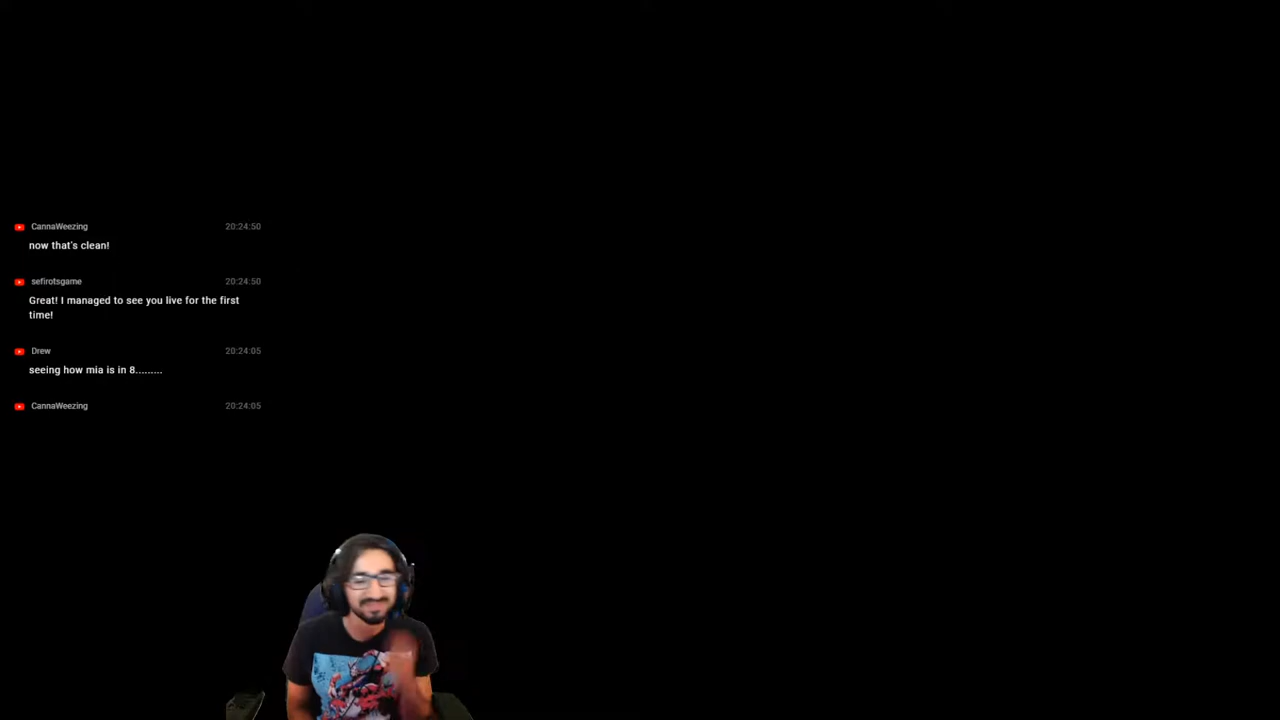 CannaWeezing 20:24:50
now that's clean!
sefirotsgame 20:24:50
Great! I managed to see you live for the first
time!
Drew 20:24:05
seeing how mia is in 8.........
CannaWeezing 20:24:05